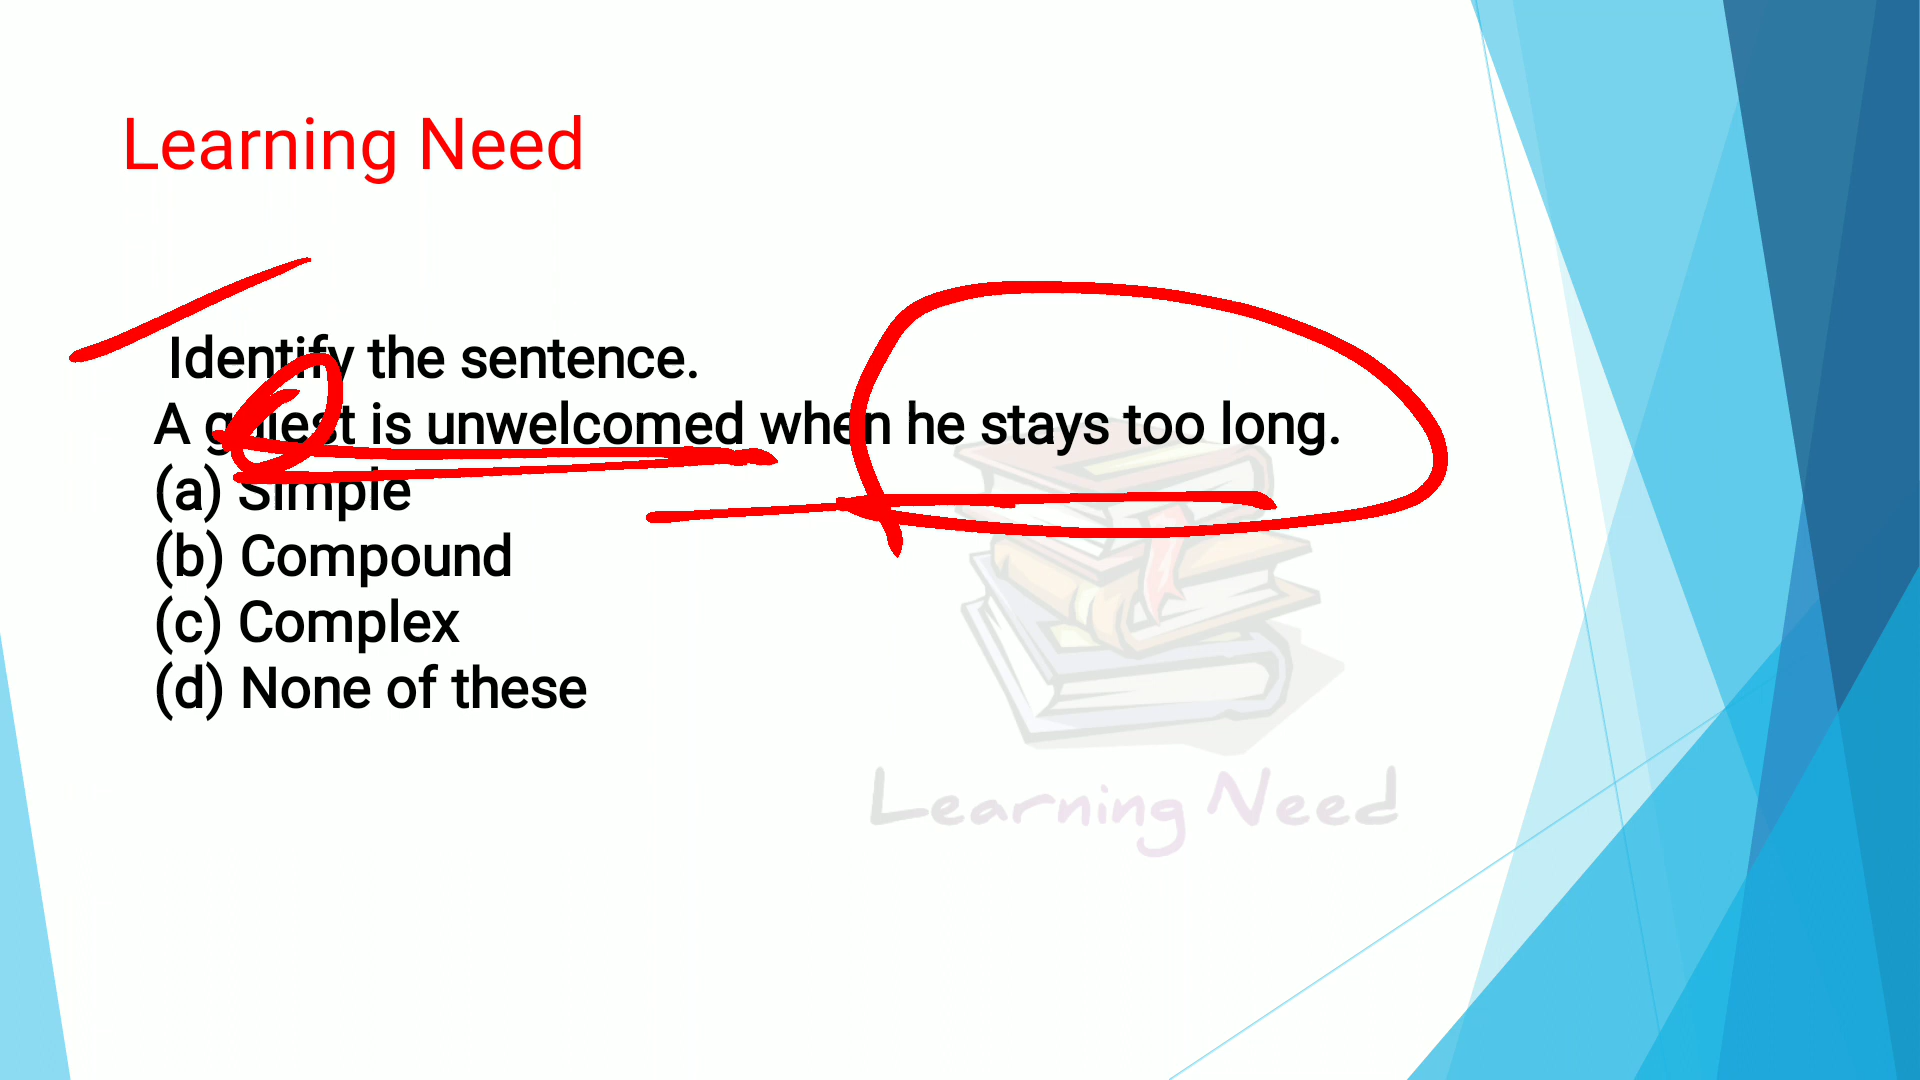 Learning Need
Identify the sentence.
A guest is unwelcomed when he stays too long.
(a) Simple
(b) Compound
(c) Complex
(d) None of these
Learning Need